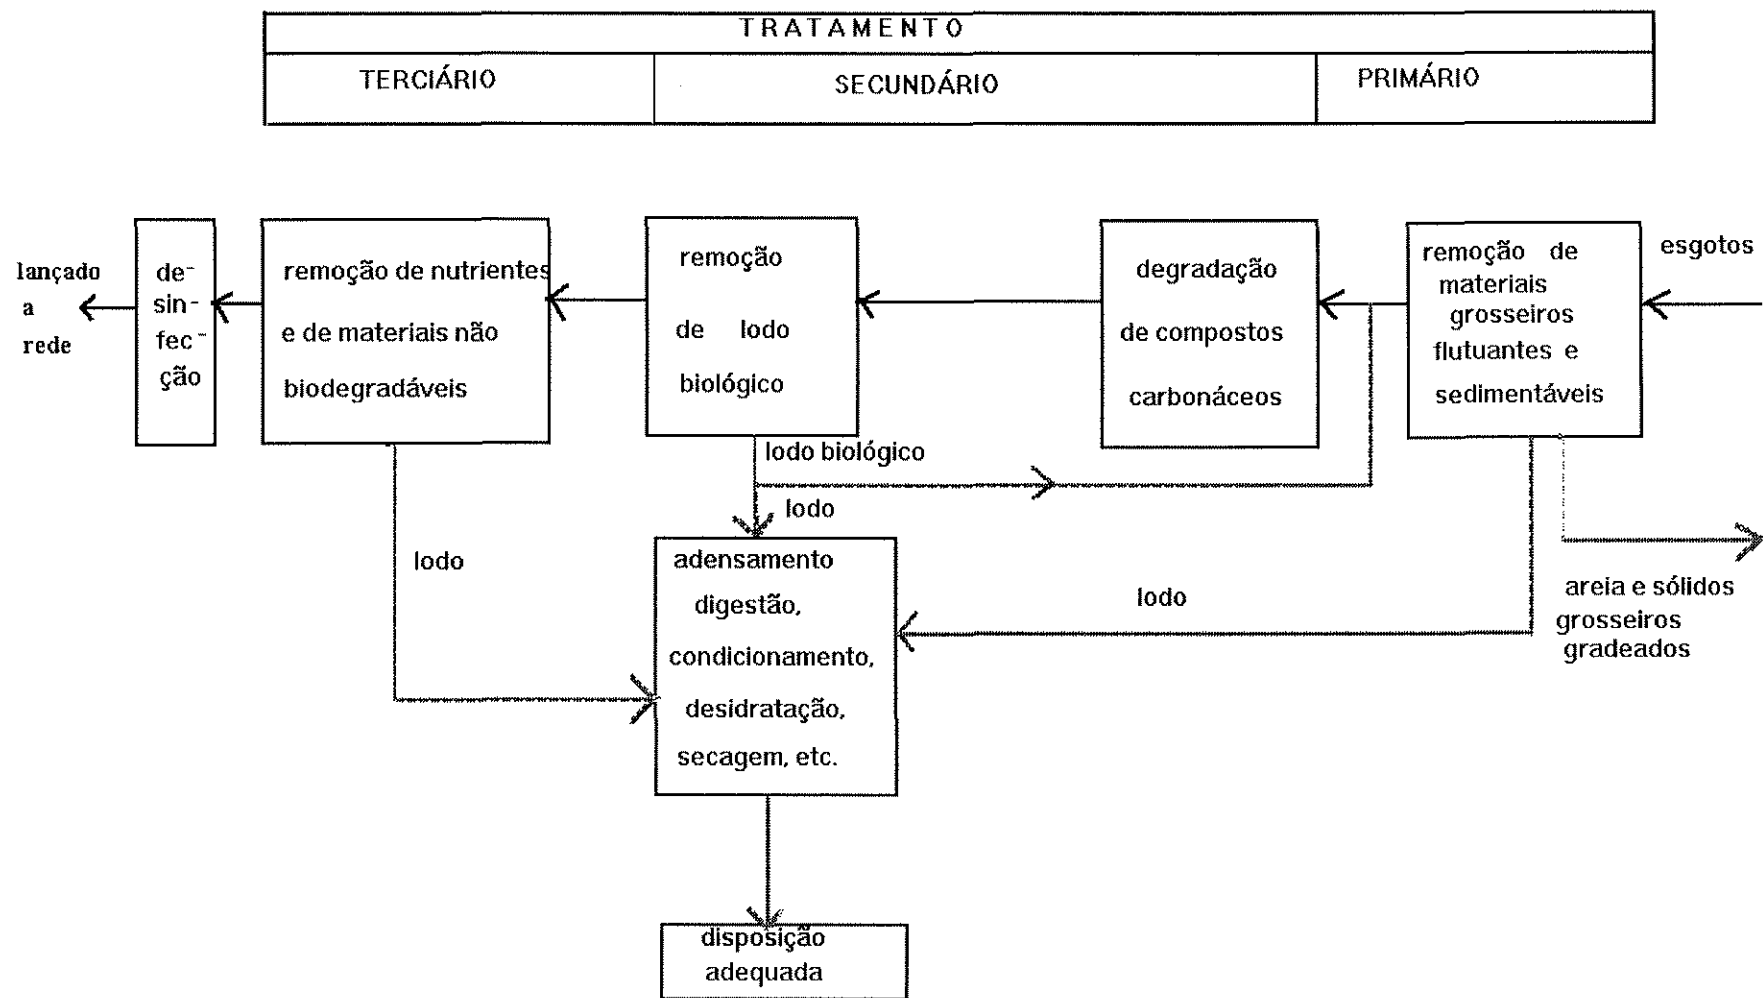 TRATAMENTO
TERCIÁRIO
SECUNDÁRIO
PRIMÁRIO
lançado
a
rede
de-
sin-
fec-
ção
remoção de nutrientes
e de materiais não
biodegradáveis
remoção
de lodo
biológico
degradação
de compostos
carbonáceos
remoção de
materiais
grosseiros
flutuantes e
sedimentáveis
esgotos
lodo biológico
lodo
lodo
adensamento
digestão,
condicionamento,
desidratação,
secagem, etc.
lodo
areia e sólidos
grosseiros
gradeados
disposição
adequada